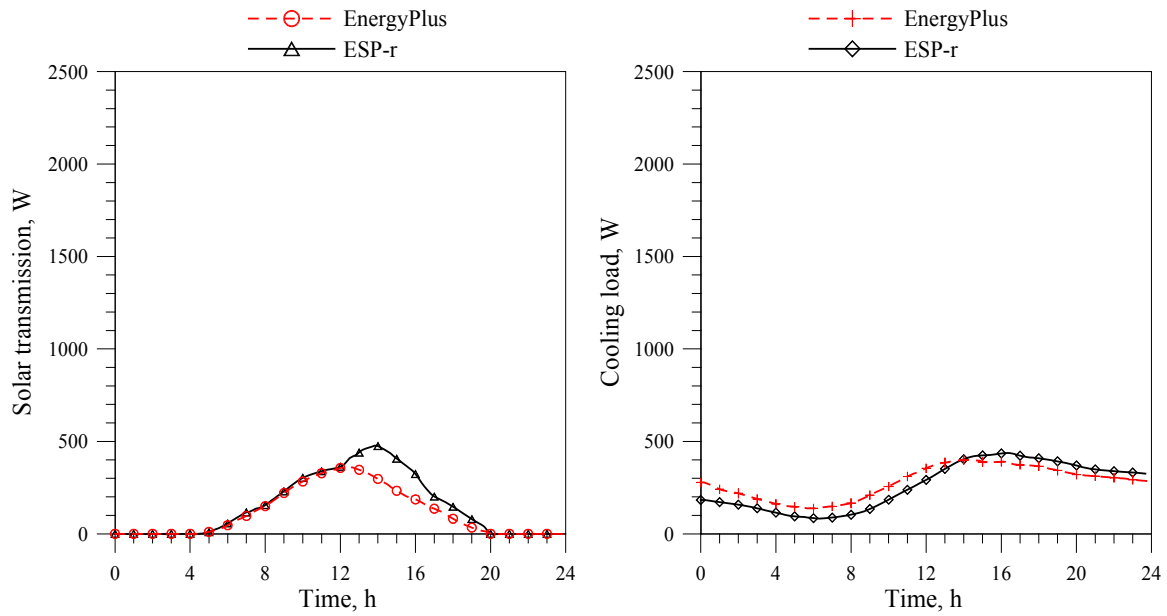 EnergyPlus
ESP-r
2500
2000
1500
1000
500
0
Solar transmission, W
0 4 8 12 16 20 24
Time, h
EnergyPlus
ESP-r
2500
2000
1500
1000
500
0
Cooling load, W
0 4 8 12 16 20 24
Time, h